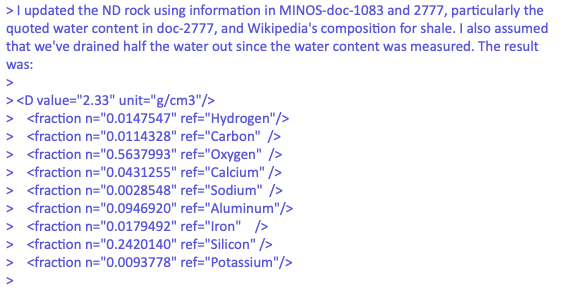 > I updated the ND rock using information in MINOS-doc-1083 and 2777, particularly the
quoted water content in doc-2777, and Wikipedia's composition for shale. I also assumed
that we've drained half the water out since the water content was measured. The result
was:
>
> <D value="2.33" unit="g/cm3"/>
>   <fraction n="0.0147547" ref="Hydrogen"/>
>   <fraction n="0.0114328" ref="Carbon"  />
>   <fraction n="0.5637993" ref="Oxygen"  />
>   <fraction n="0.0431255" ref="Calcium" />
>   <fraction n="0.0028548" ref="Sodium"  />
>   <fraction n="0.0946920" ref="Aluminum"/>
>   <fraction n="0.0179492" ref="Iron"    />
>   <fraction n="0.2420140" ref="Silicon" />
>   <fraction n="0.0093778" ref="Potassium"/>
>